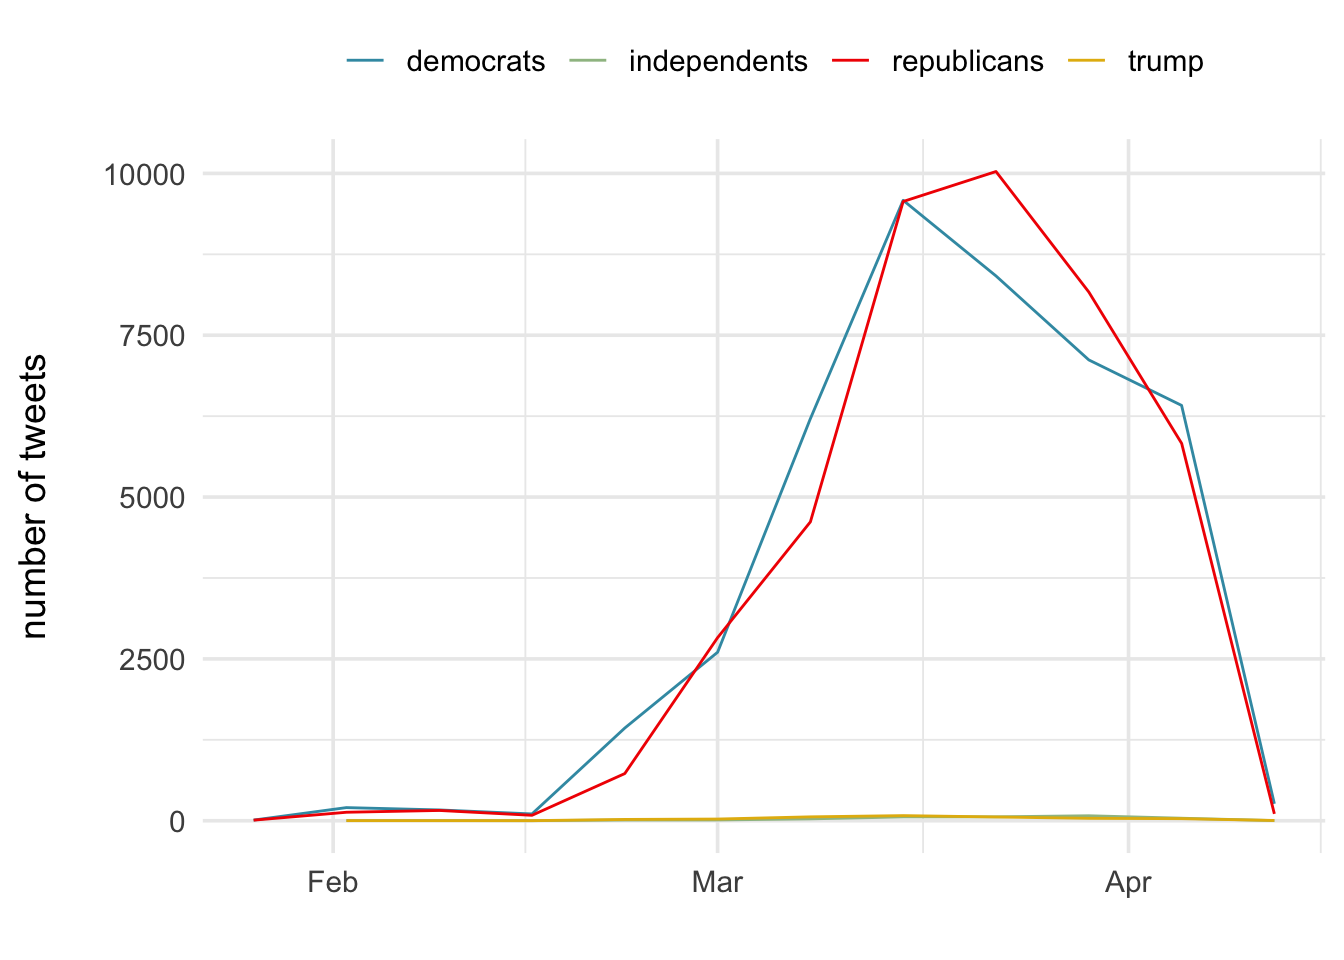 democrats independents republicans trump
10000
7500
5000
2500
0
number of tweets
Feb Mar Apr